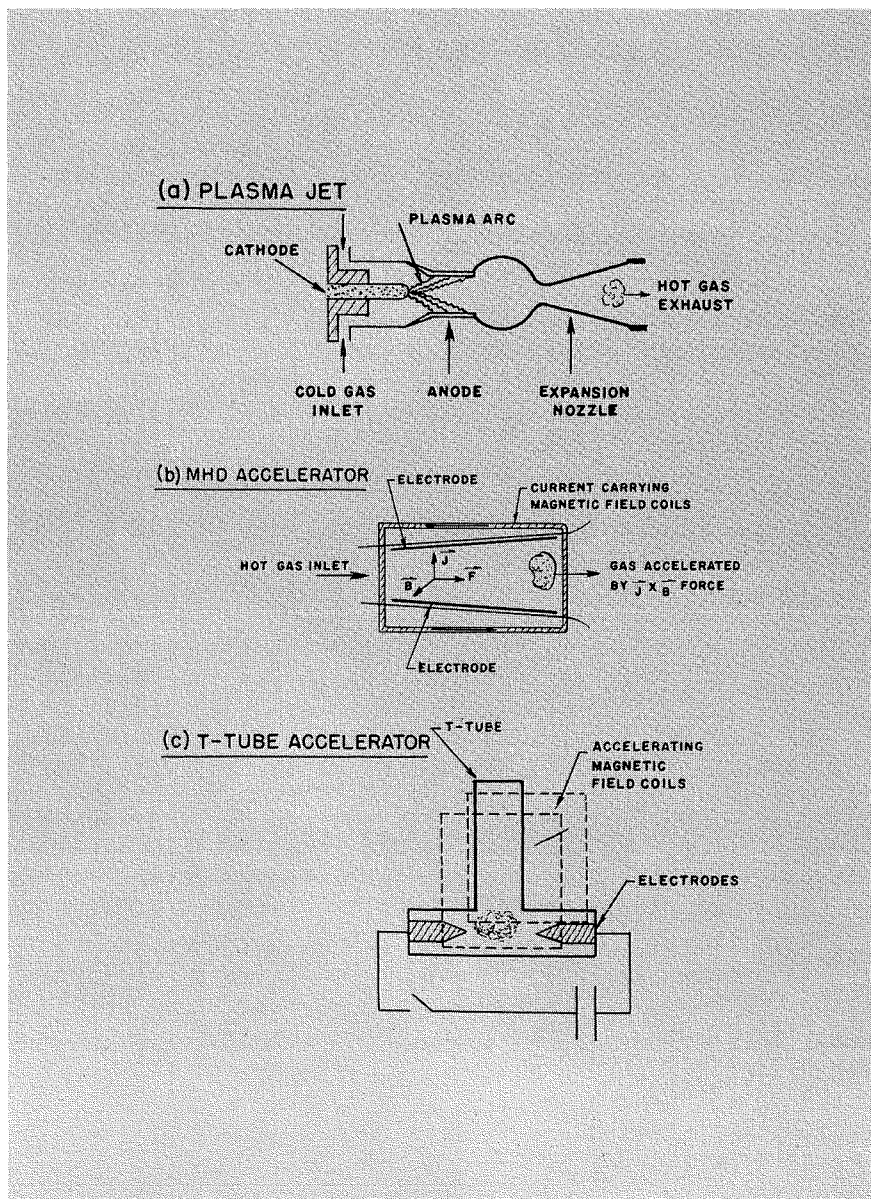 (a) PLASMA JET
PLASMA ARC
CATHODE
HOT GAS
EXHAUST
COLD GAS
INLET
ANODE
EXPANSION
NOZZLE
(b) MHD ACCELERATOR
ELECTRODE
CURRENT CARRYING
MAGNETIC FIELD COILS
HOT GAS INLET
J
B
F
GAS ACCELERATED
BY J X B FORCE
ELECTRODE
(c) T-TUBE ACCELERATOR
T-TUBE
ACCELERATING
MAGNETIC
FIELD COILS
ELECTRODES